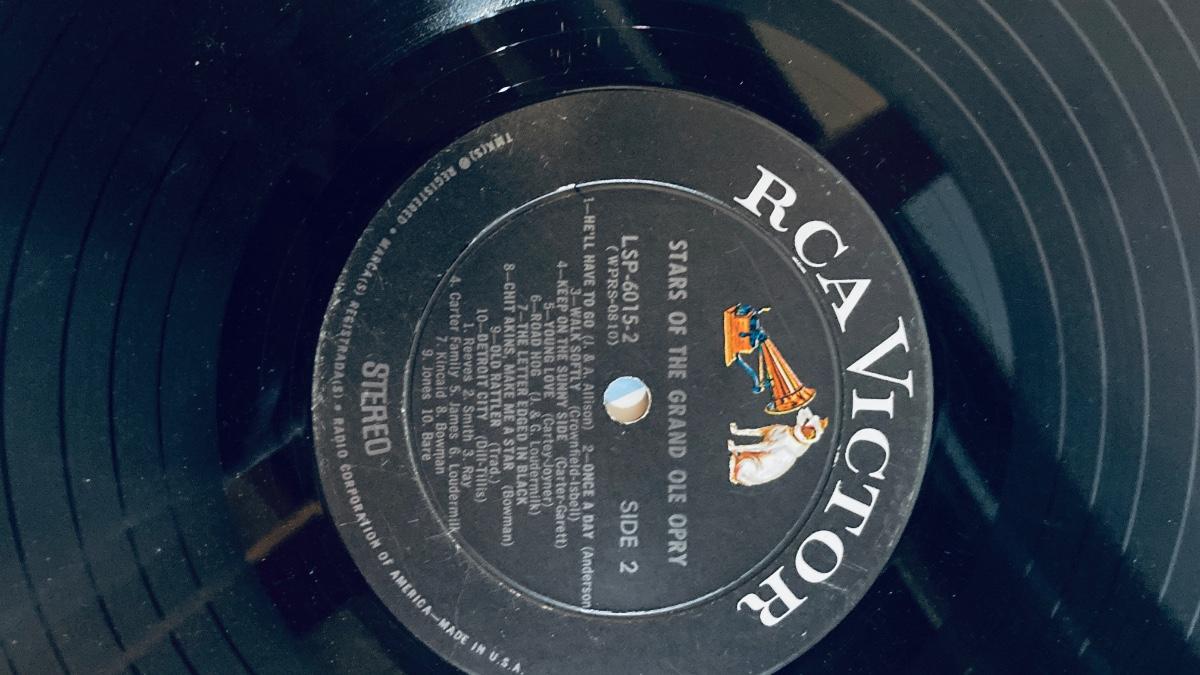 RCA VICTOR
STARS OF THE GRAND OLE OPRY
LSP-6015-2
(WPRS-0810)
SIDE 2
1—HE'LL HAVE TO GO (J. & A. Allison) 2—ONCE A DAY (Anderson
3—WALK SOFTLY (Crownfield-Isbell)
4—KEEP ON THE SUNNY SIDE (Carter-Garett)
5—YOUNG LOVE (Cartey-Joyner)
6—ROAD HOG (J. & G. Loudermilk)
7—THE LETTER EDGED IN BLACK
8—CHIT AKINS, MAKE ME A STAR (Bowman)
9—OLD RATTLER (Trad.)
10—DETROIT CITY (Dill-Tillis)
1. Reeves 2. Smith 3. Ray
4. Carter Family 5. James 6. Loudermilk
7. Kincaid 8. Bowman
9. Jones 10. Bare
STEREO
TMK(S) ® REGISTERED • MARCA(S) REGISTRADA(S) • RADIO CORPORATION OF AMERICA—MADE IN U.S.A.